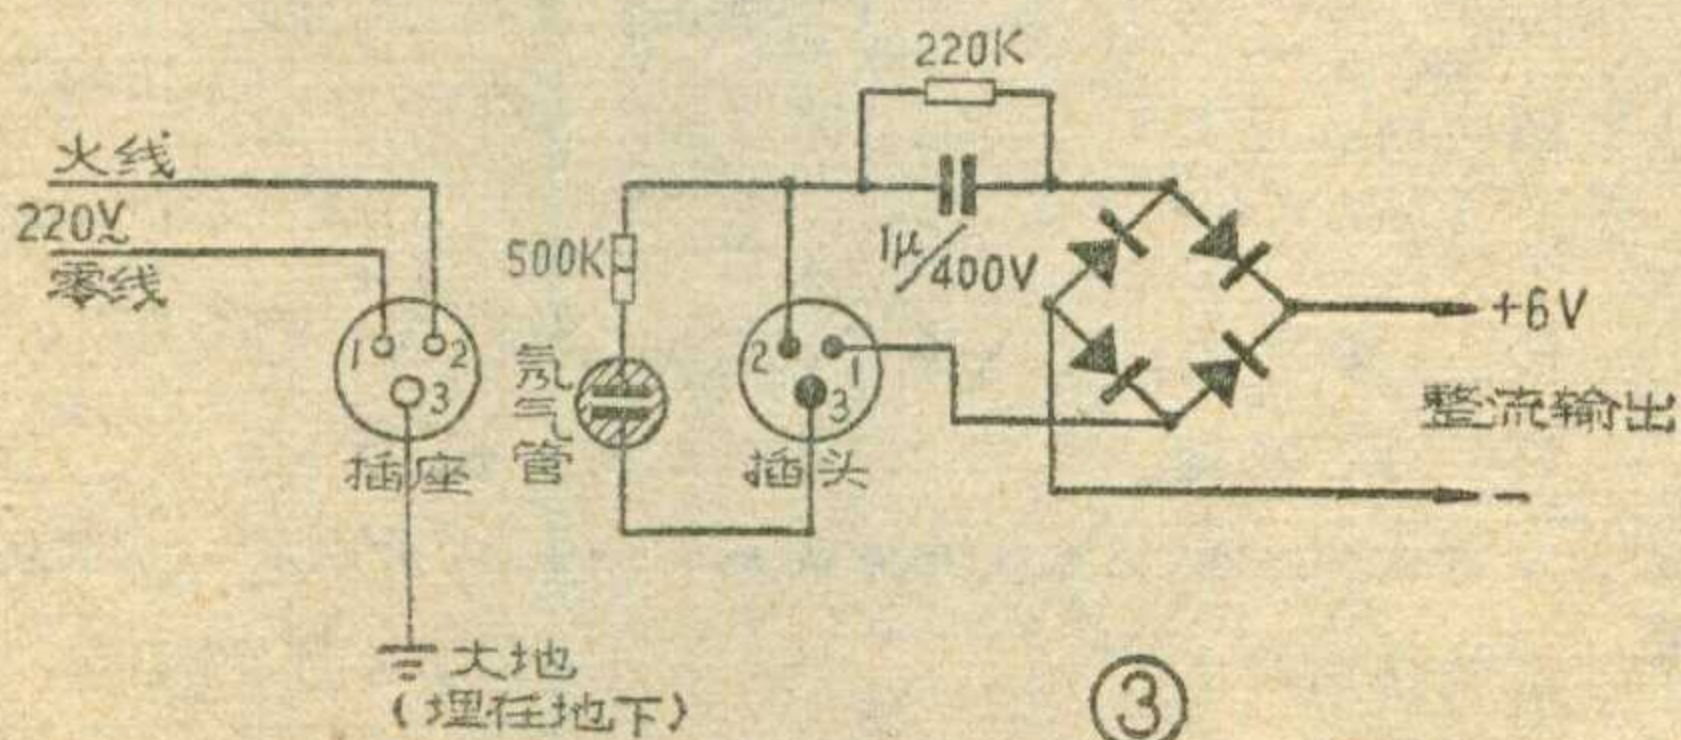 220K
火线
220V~
零线
500K
1μ/400V
+6V
1
2
3
氖气管
2
1
3
整流输出
插座
插头
-
大地
(埋在地下)
③